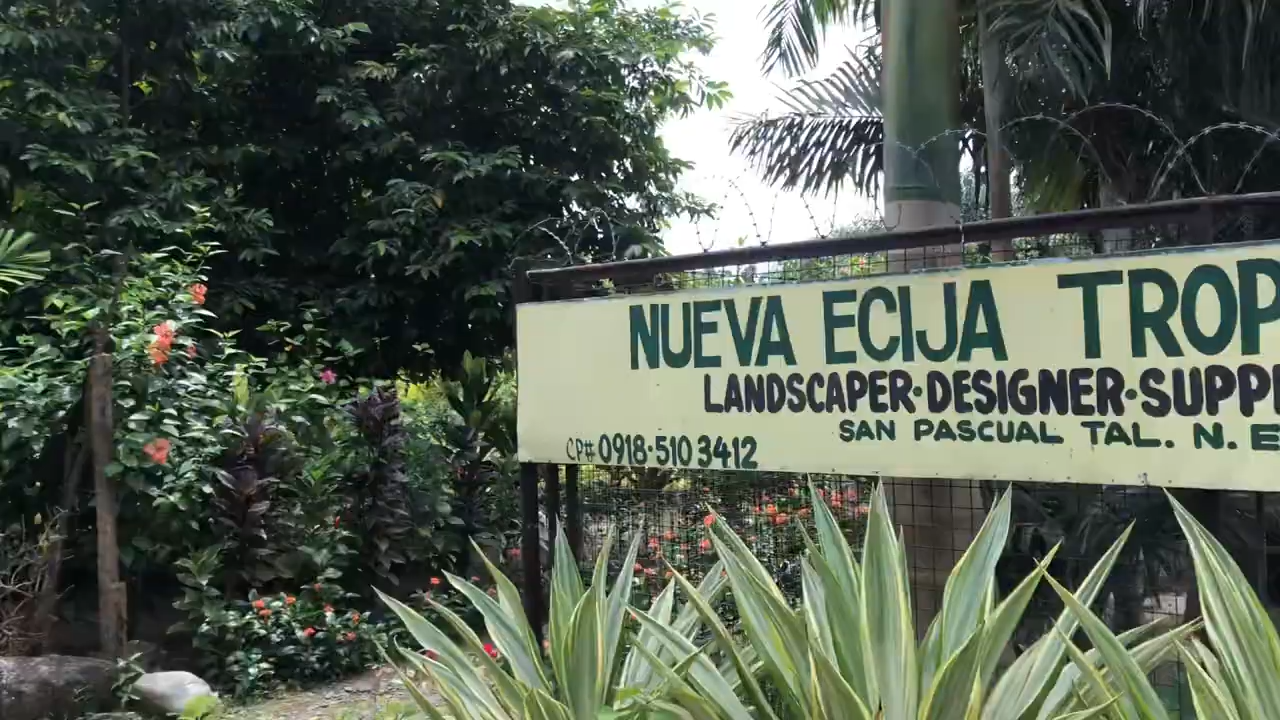 NUEVA ECIJA TROP
LANDSCAPER·DESIGNER·SUPP
SAN PASCUAL TAL. N. E
CP# 0918-510 3412